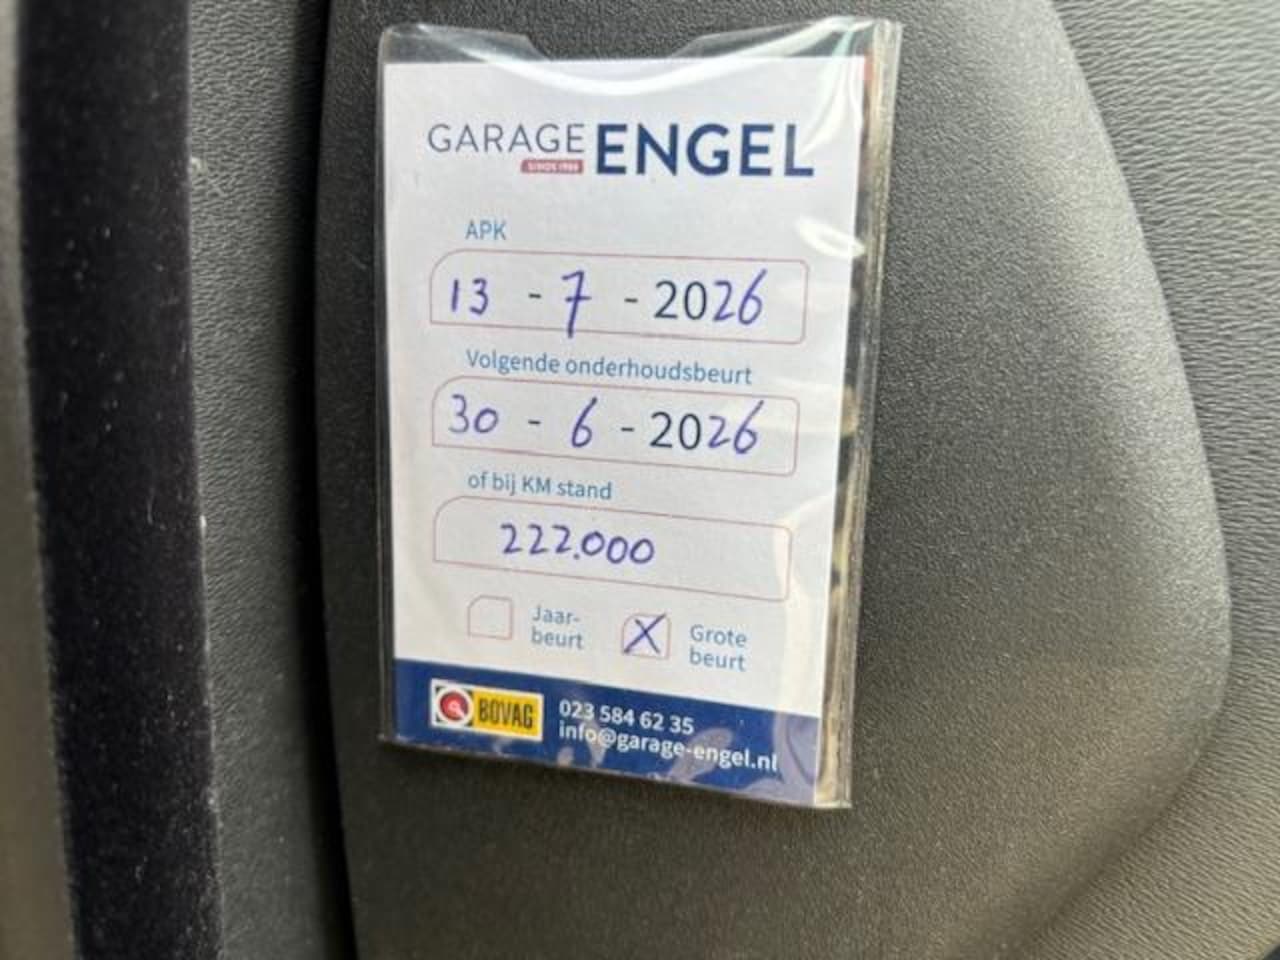 GARAGE ENGEL
SINDS 1986
APK
13 - 7 - 2026
Volgende onderhoudsbeurt
30 - 6 - 2026
of bij KM stand
222.000
Jaar-
beurt
X Grote
beurt
BOVAG
023 584 62 35
info@garage-engel.nl